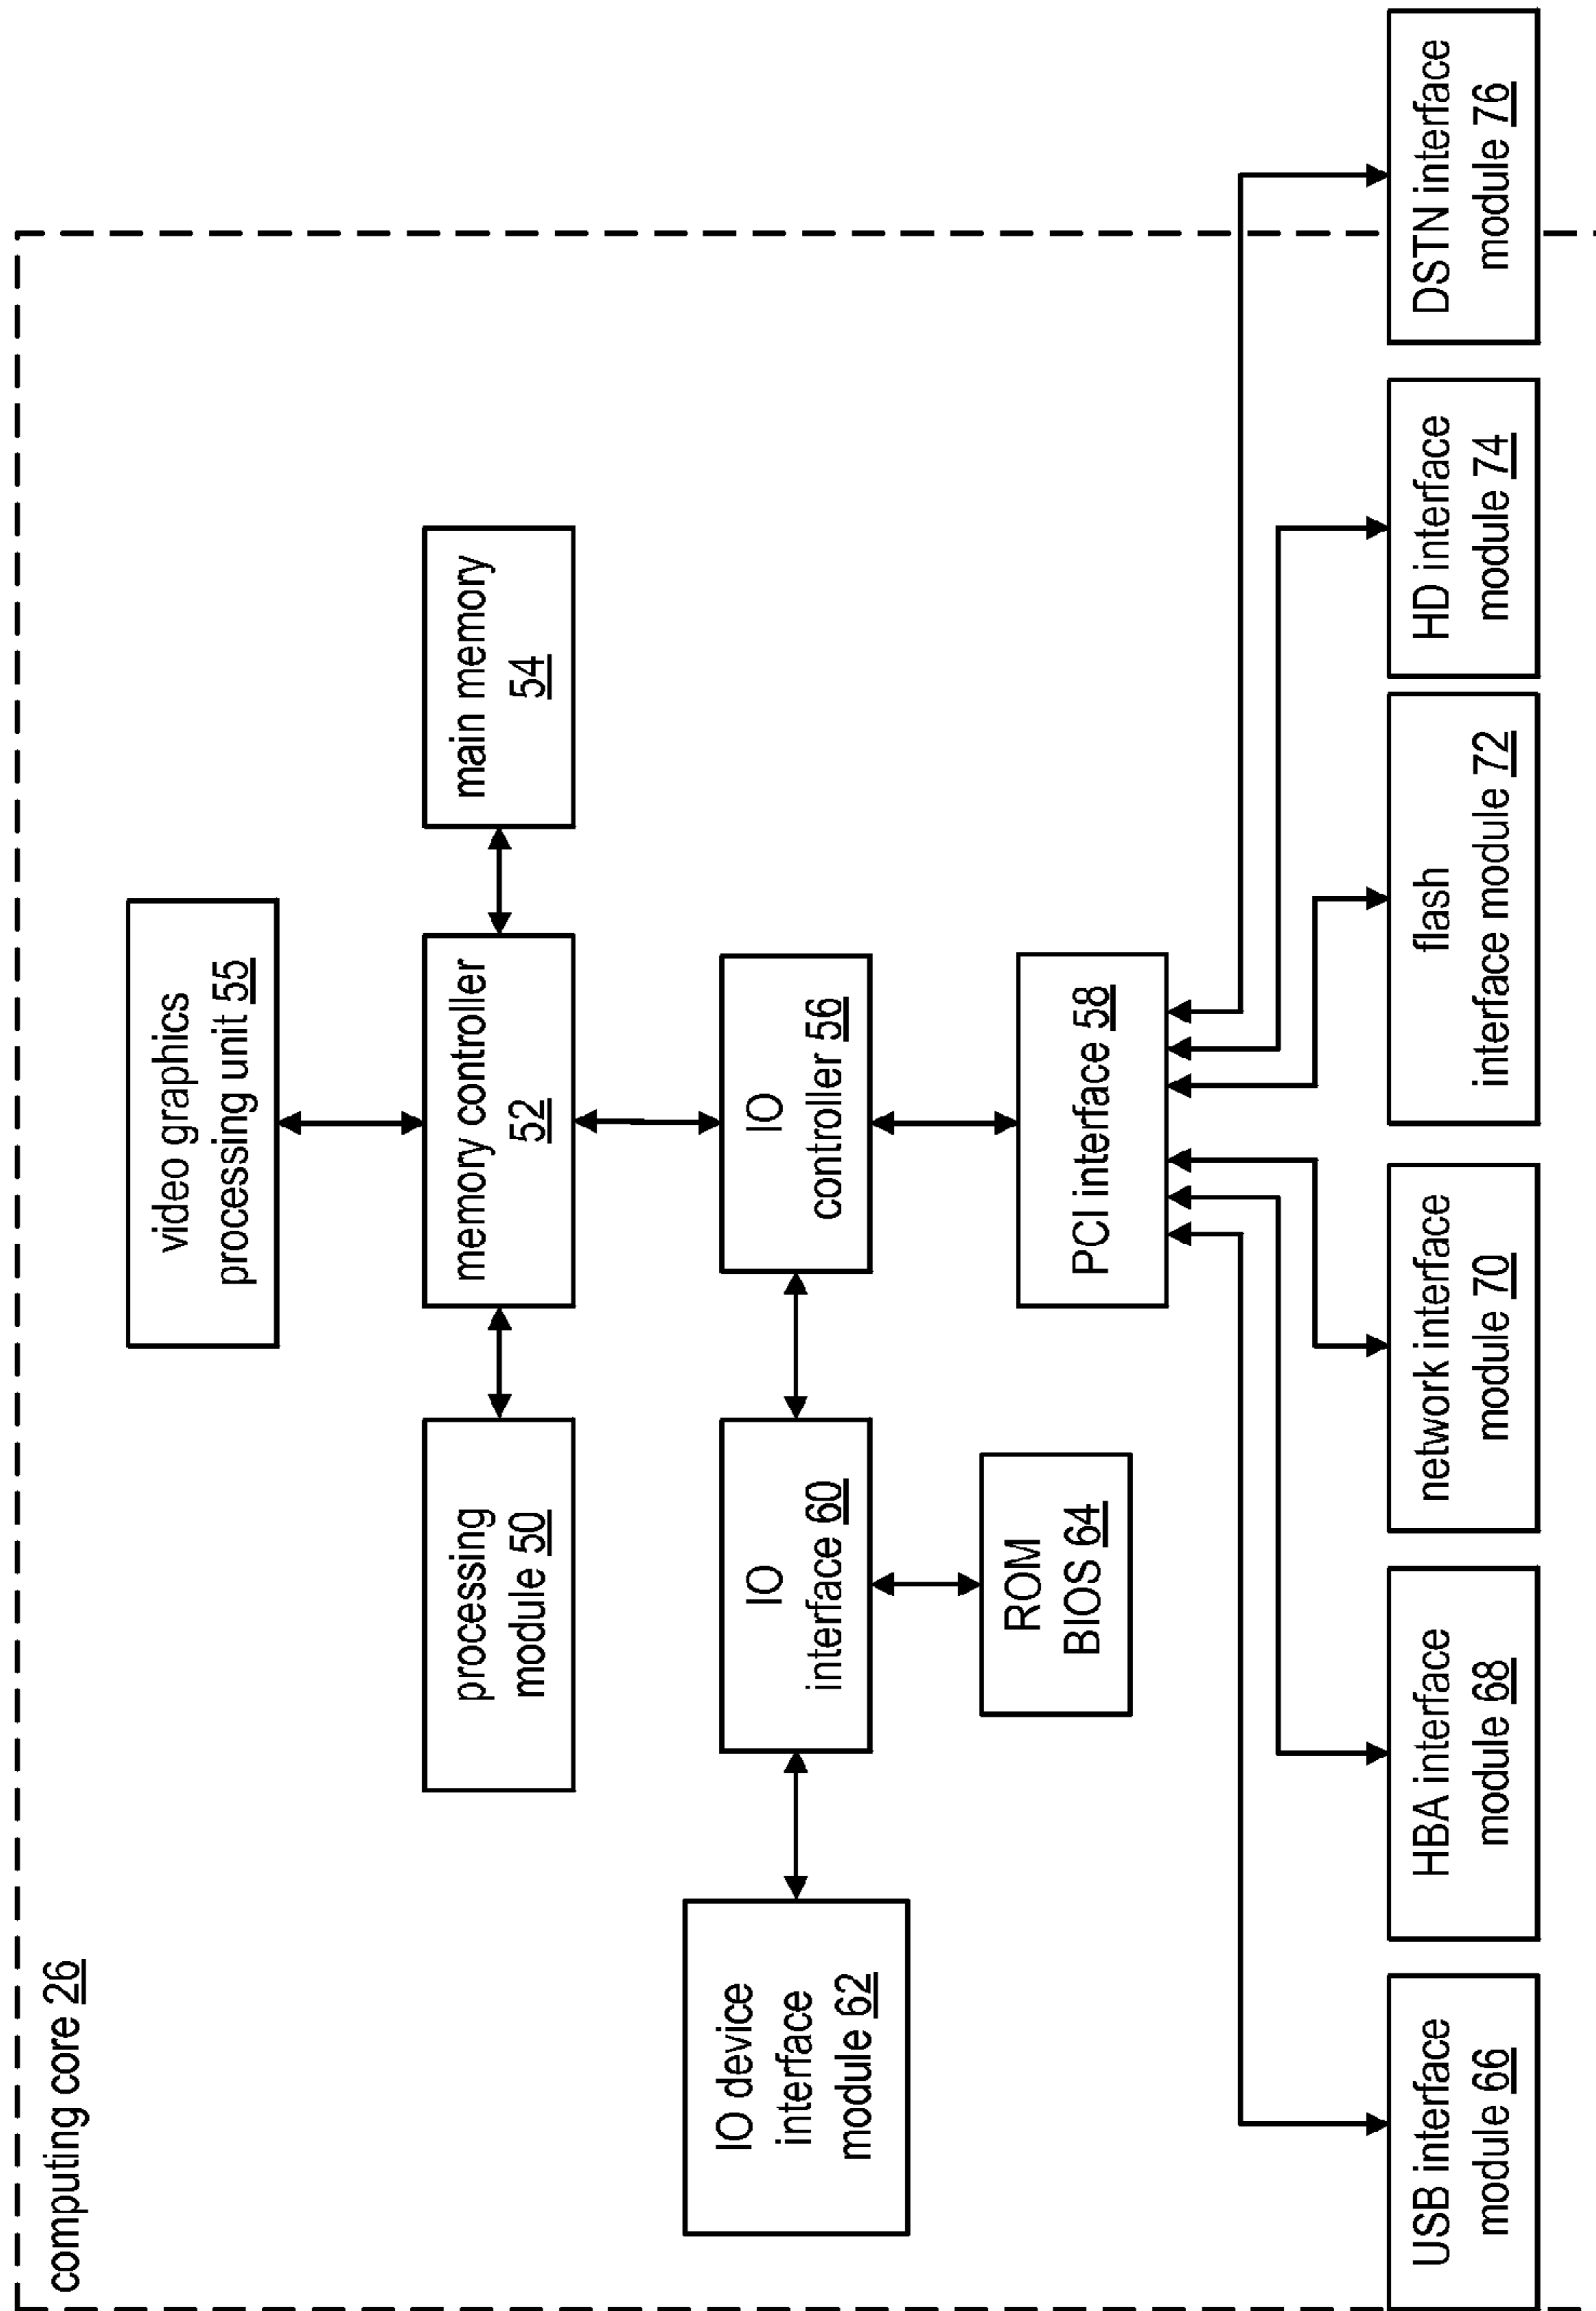 computing core 26
video graphics
processing unit 55
processing
module 50
memory controller
52
main memory
54
IO device
interface
module 62
IO
interface 60
IO
controller 56
ROM
BIOS 64
PCI interface 58
USB interface
module 66
HBA interface
module 68
network interface
module 70
flash
interface module 72
HD interface
module 74
DSTN interface
module 76